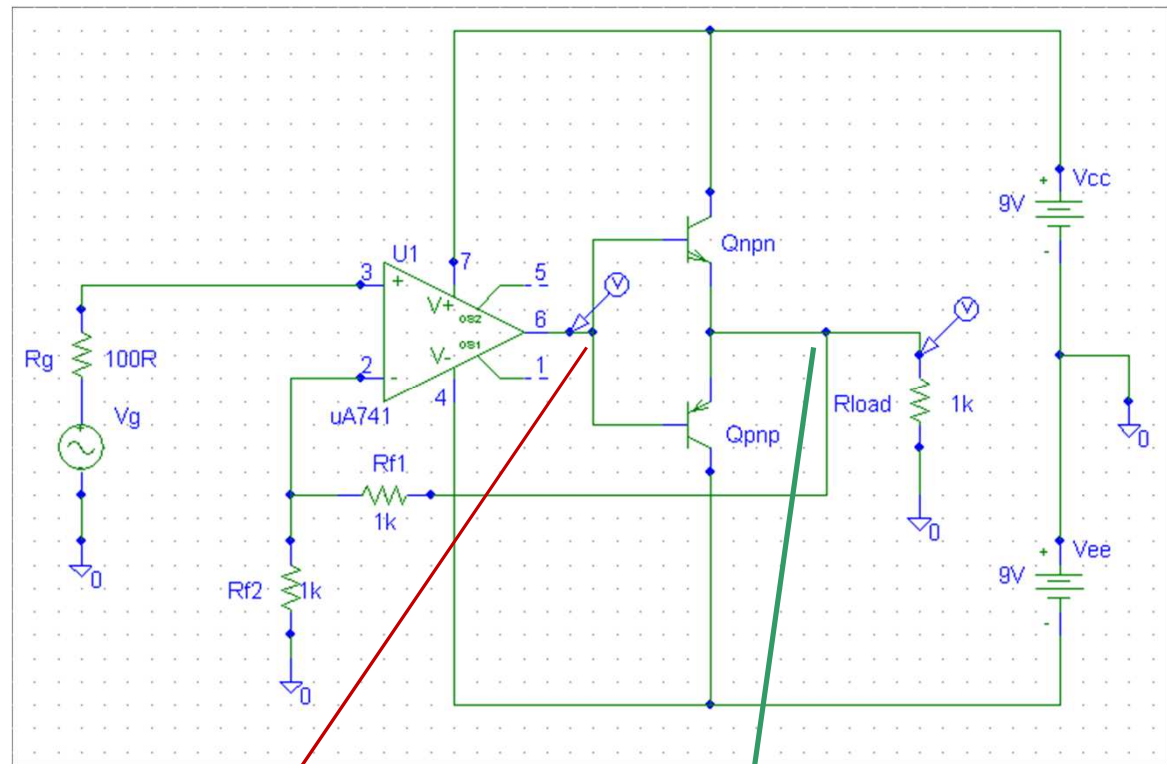 Vcc
9V
+
-
Qnpn
U1
7
5
3
+
V+
OS2
6
V
V
OS1
V-
2
-
4
1
uA741
Rg
100R
Vg
Rload
1k
0
Qpnp
Rf1
1k
0
0
Vee
9V
+
-
Rf2
1k
0